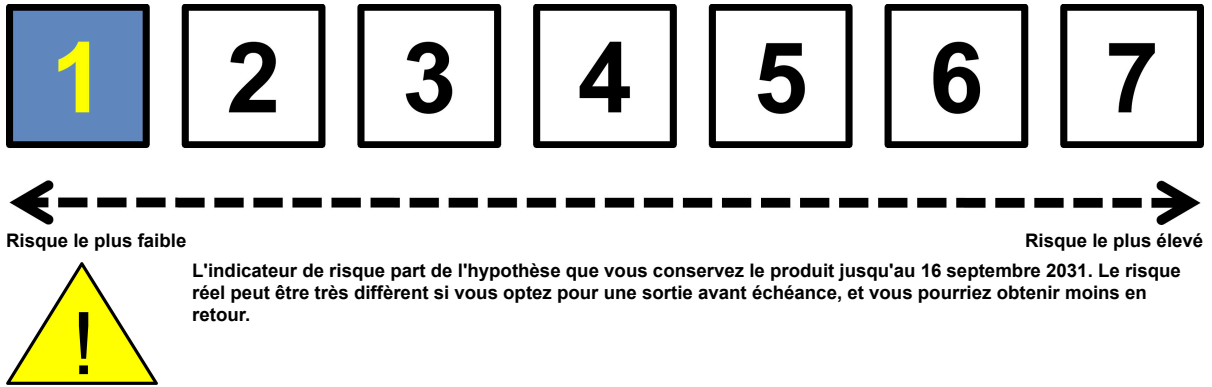 1 2 3 4 5 6 7
Risque le plus faible Risque le plus élevé
L'indicateur de risque part de l'hypothèse que vous conservez le produit jusqu'au 16 septembre 2031. Le risque
réel peut être très diffèrent si vous optez pour une sortie avant échéance, et vous pourriez obtenir moins en
retour.
!